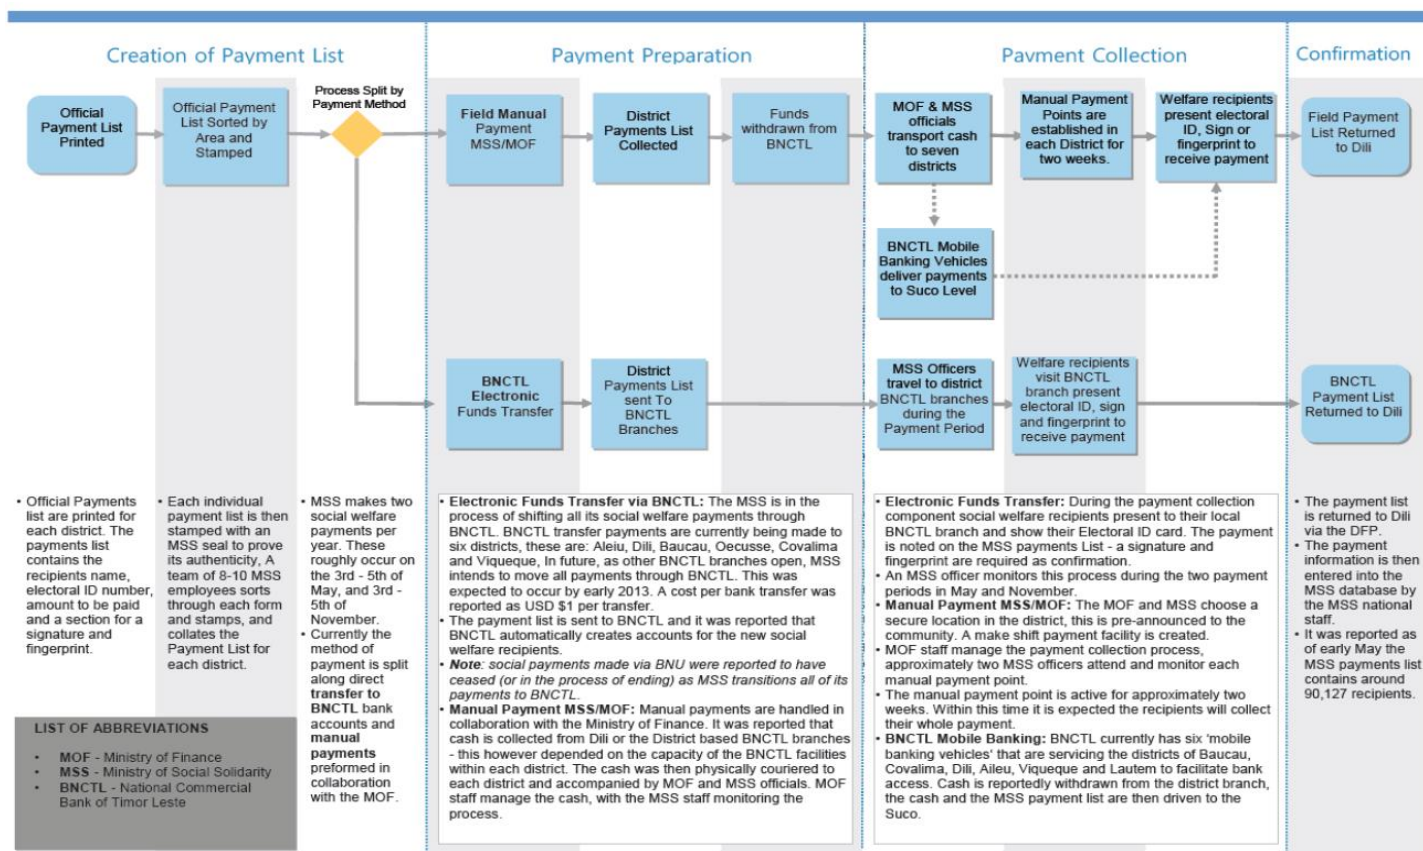 Creation of Payment List
Payment Preparation
Payment Collection
Confirmation
Official
Payment List
Printed
Official Payment
List Sorted by
Area and
Stamped
Process Split by
Payment Method
Field Manual
Payment
MSS/MOF
District
Payments List
Collected
Funds
withdrawn from
BNCTL
MOF & MSS
officials
transport cash
to seven
districts
Manual Payment
Points are
established in
each District for
two weeks.
Welfare recipients
present electoral
ID, Sign or
fingerprint to
receive payment
Field Payment
List Returned
to Dili
BNCTL Mobile
Banking Vehicles
deliver payments
to Suco Level
BNCTL
Electronic
Funds Transfer
District
Payments List
sent To
BNCTL
Branches
MSS Officers
travel to district
BNCTL branches
during the
Payment Period
Welfare recipients
visit BNCTL
branch present
electoral ID, sign
and fingerprint to
receive payment
BNCTL
Payment List
Returned to Dili
• Official Payments
list are printed for
each district. The
payments list
contains the
recipients name,
electoral ID number,
amount to be paid
and a section for a
signature and
fingerprint.
• Each individual
payment list is then
stamped with an
MSS seal to prove
its authenticity, A
team of 8-10 MSS
employees sorts
through each form
and stamps, and
collates the
Payment List for
each district.
• MSS makes two
social welfare
payments per
year. These
roughly occur on
the 3rd - 5th of
May, and 3rd -
5th of
November.
• Currently the
method of
payment is split
along direct
transfer to
BNCTL bank
accounts and
manual
payments
preformed in
collaboration
with the MOF.
• Electronic Funds Transfer via BNCTL: The MSS is in the
process of shifting all its social welfare payments through
BNCTL. BNCTL transfer payments are currently being made to
six districts, these are: Aleiu, Dili, Baucau, Oecusse, Covalima
and Viqueque, In future, as other BNCTL branches open, MSS
intends to move all payments through BNCTL. This was
expected to occur by early 2013. A cost per bank transfer was
reported as USD $1 per transfer.
• The payment list is sent to BNCTL and it was reported that
BNCTL automatically creates accounts for the new social
welfare recipients.
• Note: social payments made via BNU were reported to have
ceased (or in the process of ending) as MSS transitions all of its
payments to BNCTL.
• Manual Payment MSS/MOF: Manual payments are handled in
collaboration with the Ministry of Finance. It was reported that
cash is collected from Dili or the District based BNCTL branches
- this however depended on the capacity of the BNCTL facilities
within each district. The cash was then physically couriered to
each district and accompanied by MOF and MSS officials. MOF
staff manage the cash, with the MSS staff monitoring the
process.
• Electronic Funds Transfer: During the payment collection
component social welfare recipients present to their local
BNCTL branch and show their Electoral ID card. The payment
is noted on the MSS payments List - a signature and
fingerprint are required as confirmation.
• An MSS officer monitors this process during the two payment
periods in May and November.
• Manual Payment MSS/MOF: The MOF and MSS choose a
secure location in the district, this is pre-announced to the
community. A make shift payment facility is created.
• MOF staff manage the payment collection process,
approximately two MSS officers attend and monitor each
manual payment point.
• The manual payment point is active for approximately two
weeks. Within this time it is expected the recipients will collect
their whole payment.
• BNCTL Mobile Banking: BNCTL currently has six 'mobile
banking vehicles' that are servicing the districts of Baucau,
Covalima, Dili, Aileu, Viqueque and Lautem to facilitate bank
access. Cash is reportedly withdrawn from the district branch,
the cash and the MSS payment list are then driven to the
Suco.
• The payment list
is returned to Dili
via the DFP.
• The payment
information is then
entered into the
MSS database by
the MSS national
staff.
• It was reported as
of early May the
MSS payments list
contains around
90,127 recipients.
LIST OF ABBREVIATIONS
• MOF - Ministry of Finance
• MSS - Ministry of Social Solidarity
• BNCTL - National Commercial
Bank of Timor Leste